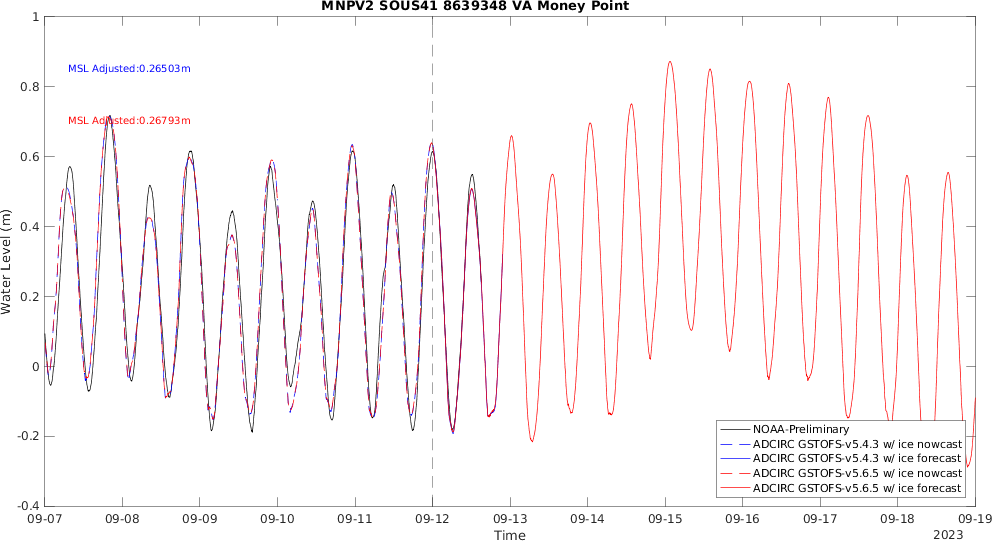 MNPV2 SOUS41 8639348 VA Money Point
1
0.8
0.6
0.4
0.2
0
-0.2
-0.4
Water Level (m)
MSL Adjusted:0.26503m
MSL Adjusted:0.26793m
NOAA-Preliminary
ADCIRC GSTOFS-v5.4.3 w/ ice nowcast
ADCIRC GSTOFS-v5.4.3 w/ ice forecast
ADCIRC GSTOFS-v5.6.5 w/ ice nowcast
ADCIRC GSTOFS-v5.6.5 w/ ice forecast
09-07 09-08 09-09 09-10 09-11 09-12 09-13 09-14 09-15 09-16 09-17 09-18 09-19
Time
2023